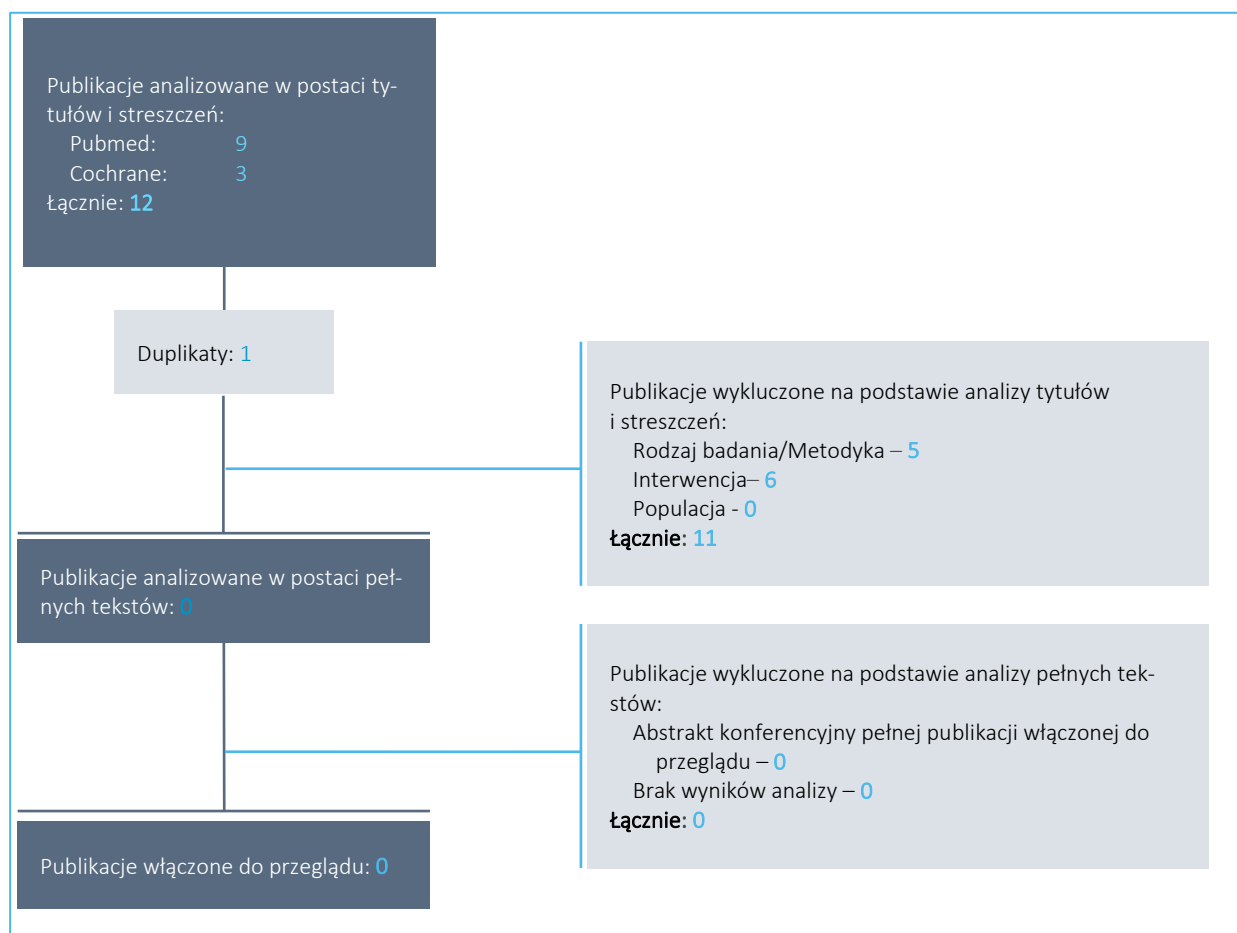 Publikacje analizowane w postaci ty-
tułów i streszczeń:
Pubmed: 9
Cochrane: 3
Łącznie: 12
Duplikaty: 1
Publikacje wykluczone na podstawie analizy tytułów
i streszczeń:
Rodzaj badania/Metodyka – 5
Interwencja– 6
Populacja - 0
Łącznie: 11
Publikacje analizowane w postaci peł-
nych tekstów: 0
Publikacje wykluczone na podstawie analizy pełnych tek-
stów:
Abstrakt konferencyjny pełnej publikacji włączonej do
przeglądu – 0
Brak wyników analizy – 0
Łącznie: 0
Publikacje włączone do przeglądu: 0